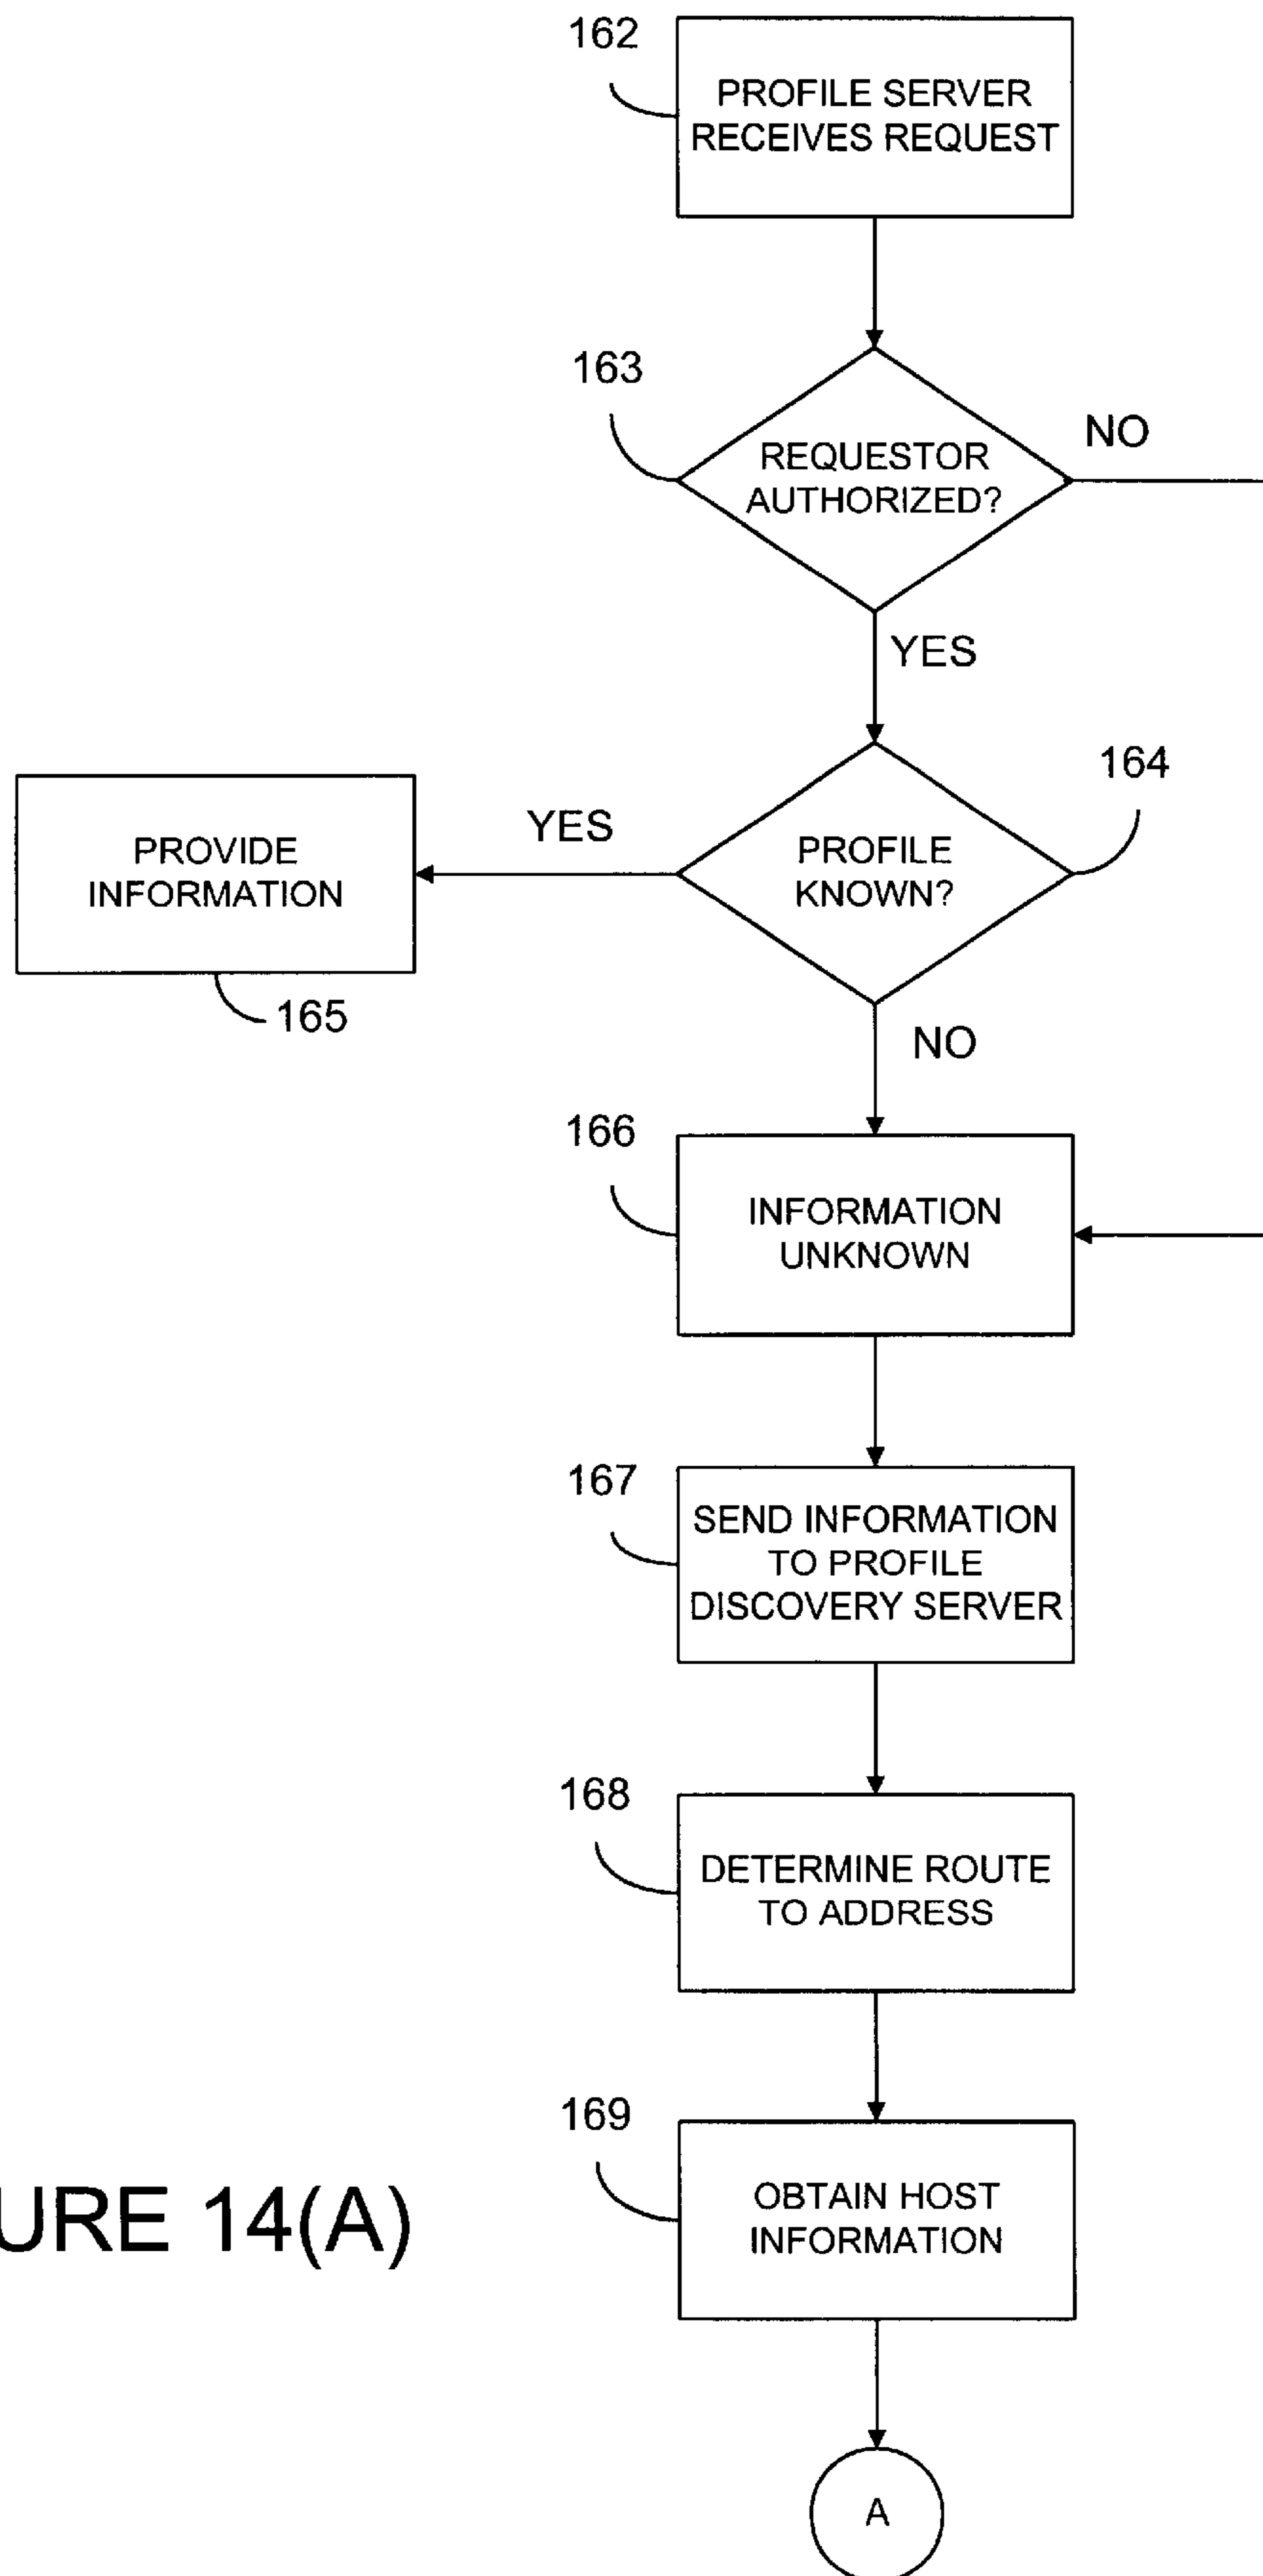 162
PROFILE SERVER
RECEIVES REQUEST
163
REQUESTOR
AUTHORIZED?
NO
YES
164
PROFILE
KNOWN?
YES
PROVIDE
INFORMATION
165
NO
166
INFORMATION
UNKNOWN
167
SEND INFORMATION
TO PROFILE
DISCOVERY SERVER
168
DETERMINE ROUTE
TO ADDRESS
169
OBTAIN HOST
INFORMATION
URE 14(A)
A